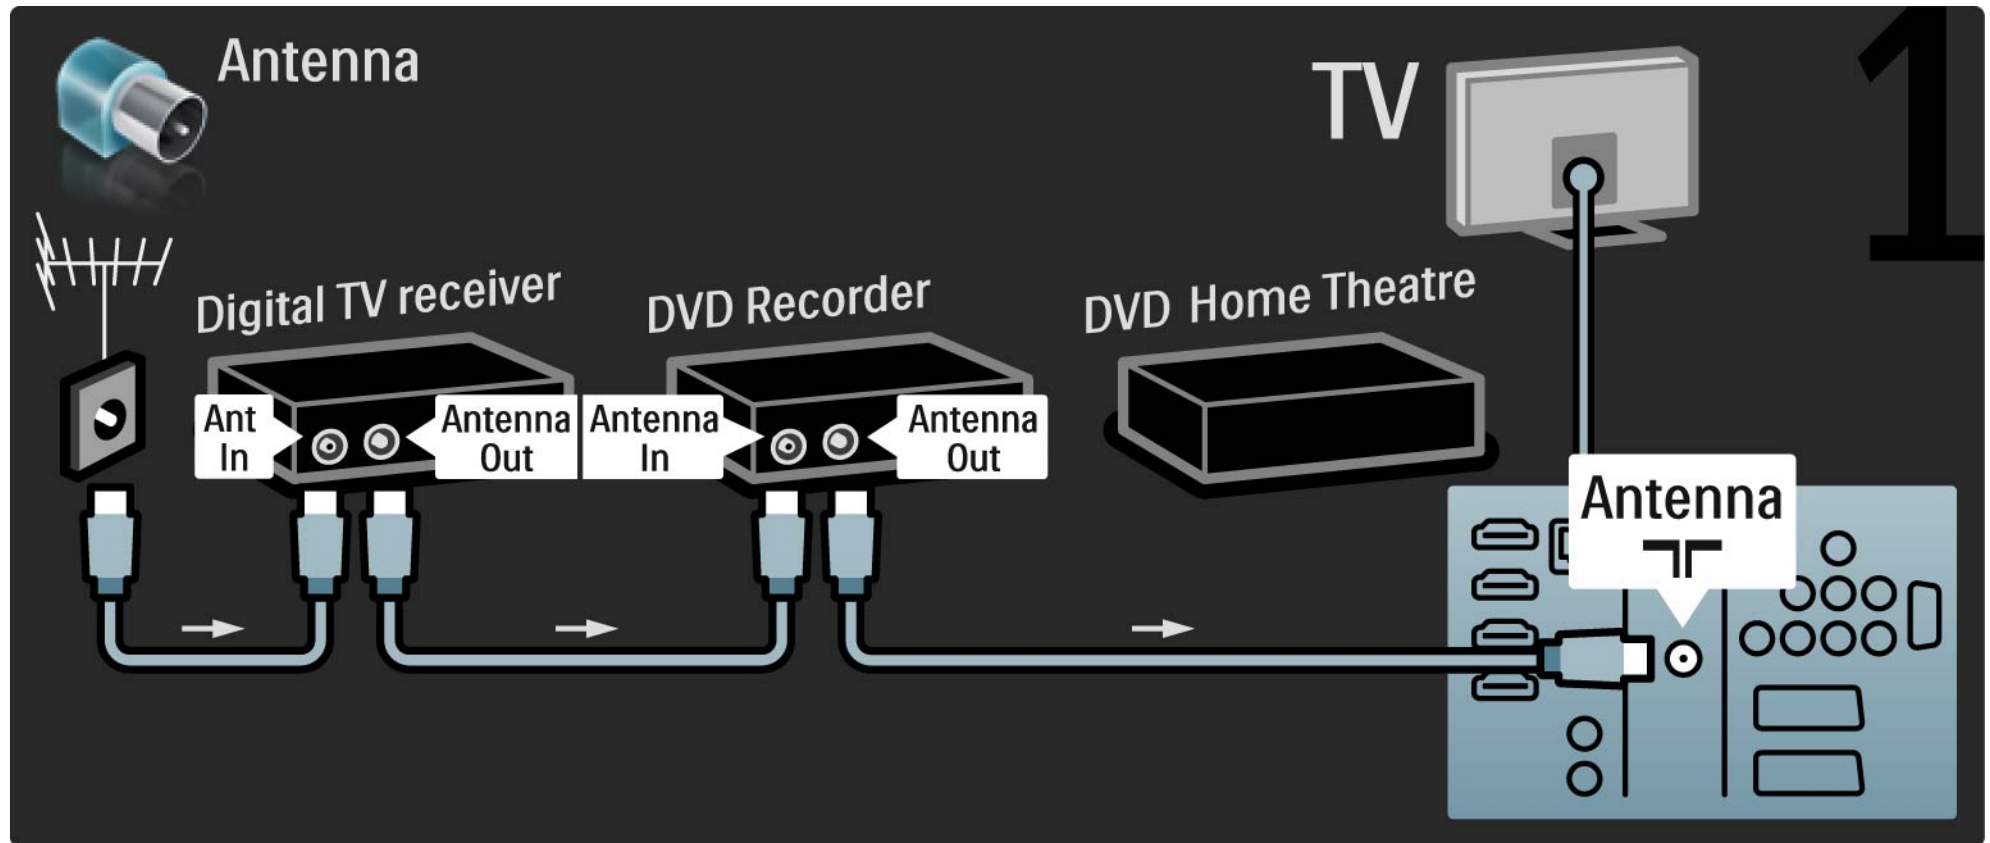 Antenna
TV
1
Digital TV receiver
DVD Recorder
DVD Home Theatre
Ant
In
Antenna
Out
Antenna
In
Antenna
Out
Antenna